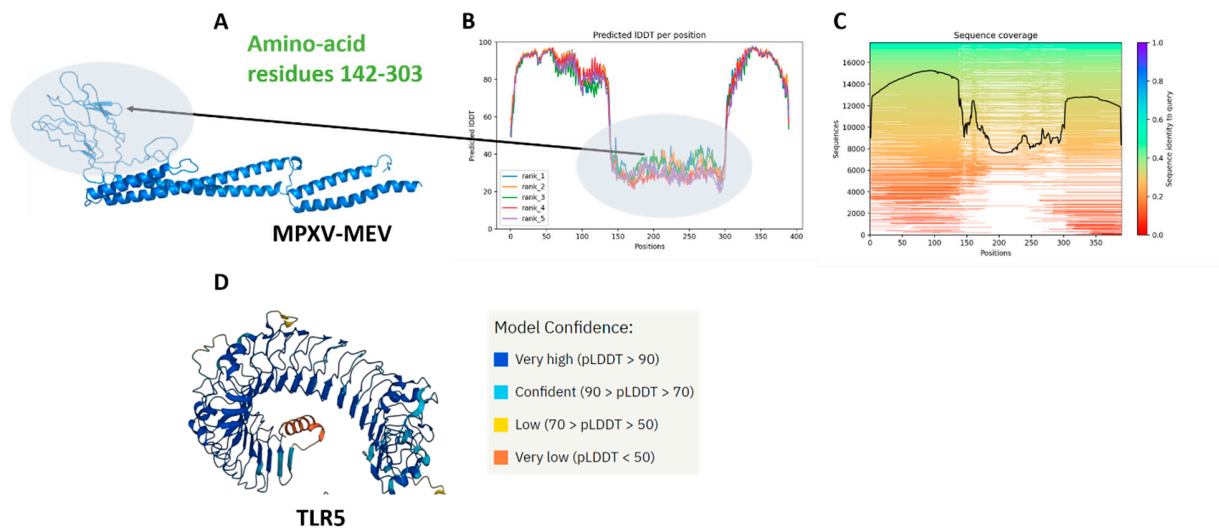 A
Amino-acid
residues 142-303
MPXV-MEV
B
Predicted lDDT per position
Predicted lDDT
100
80
60
40
20
0
rank_1
rank_2
rank_3
rank_4
rank_5
0 50 100 150 200 250 300 350 400
Positions
C
Sequence coverage
Sequences
16000
14000
12000
10000
8000
6000
4000
2000
0
0 50 100 150 200 250 300 350
Positions
1.0
0.8
0.6
0.4
0.2
0.0
Sequence identity to query
D
TLR5
Model Confidence:
Very high (pLDDT > 90)
Confident (90 > pLDDT > 70)
Low (70 > pLDDT > 50)
Very low (pLDDT < 50)